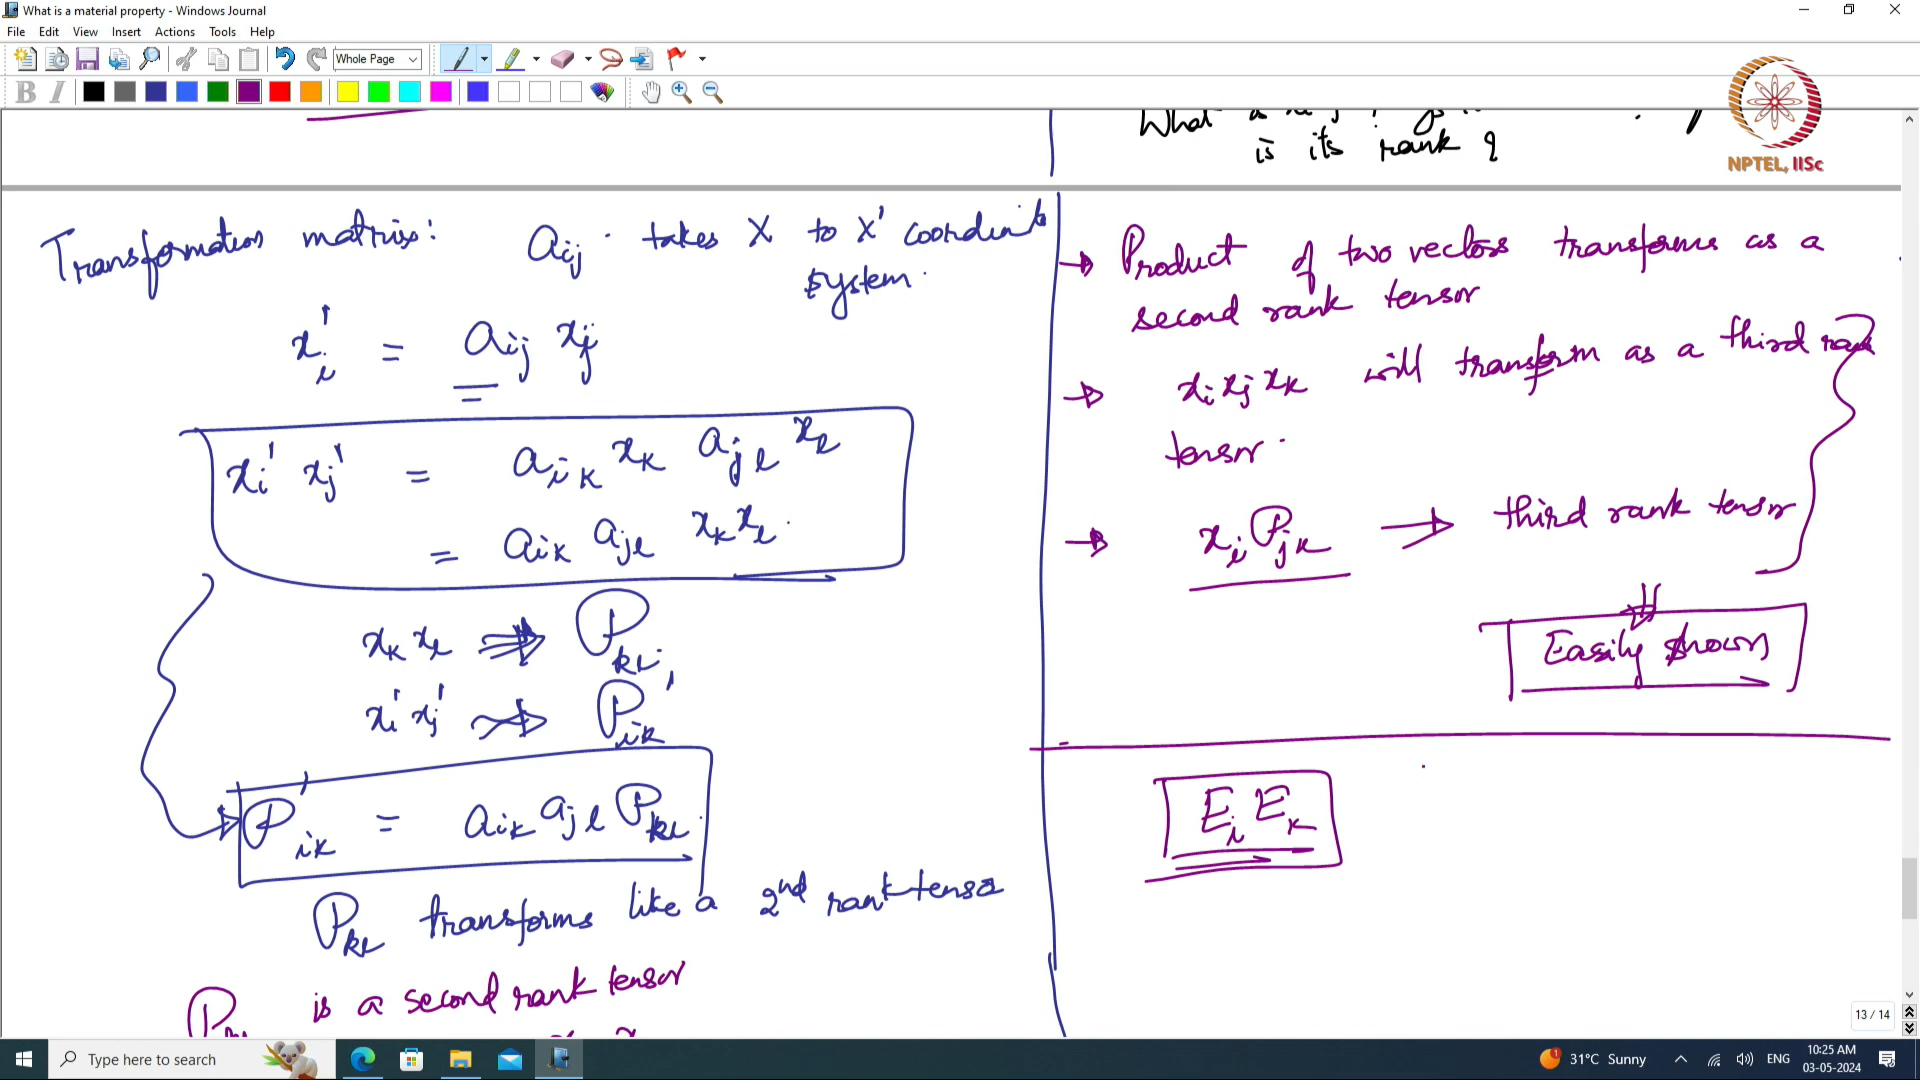 What is a material property - Windows Journal
File Edit View Insert Actions Tools Help
Whole Page
B I
NPTEL, IISc
What
is its rank ?
Transformation matrix: aij · takes X to X' coordinate
system.
xi' = aij xj
xi' xj' = aik xk ajl xl
= aik ajl xk xl.
xk xl ⇒ Pkl
xi' xj' ⇒ Pik'
P'ik = aik ajl Pkl
Pkl transforms like a 2nd rank tensor
is a second rank tensor
→ Product of two vectors transforms as a
second rank tensor
→ xi xj xk will transform as a third rank
tensor.
→ xi Pjk ⇒ third rank tensor
⇓
Easily shown
Ei Ek
13 / 14
Type here to search
1
31°C Sunny
ENG
10:25 AM
03-05-2024